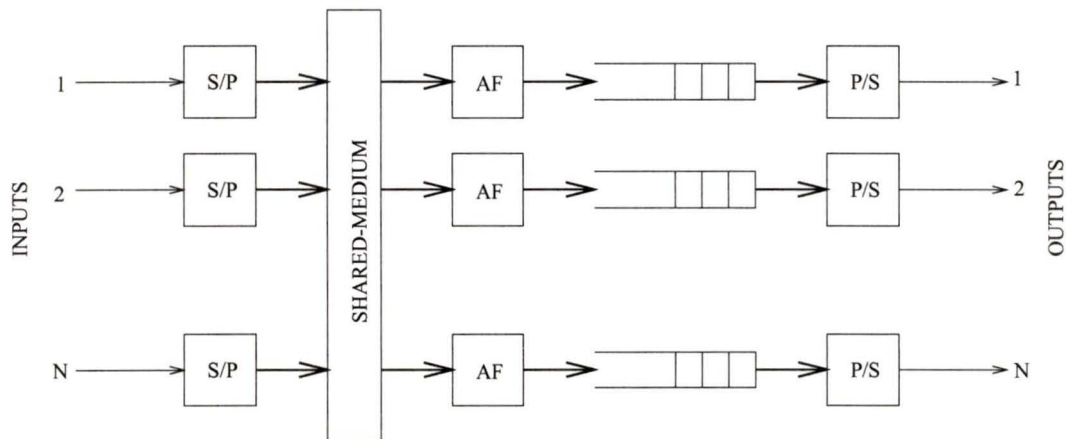 INPUTS
1 S/P AF P/S 1
2 S/P AF P/S 2
N S/P AF P/S N
SHARED-MEDIUM
OUTPUTS